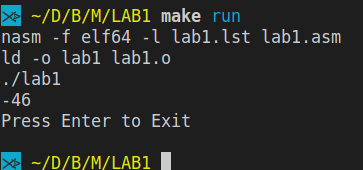 ~/D/B/M/LAB1 make run
nasm -f elf64 -l lab1.lst lab1.asm
ld -o lab1 lab1.o
./lab1
-46
Press Enter to Exit
~/D/B/M/LAB1